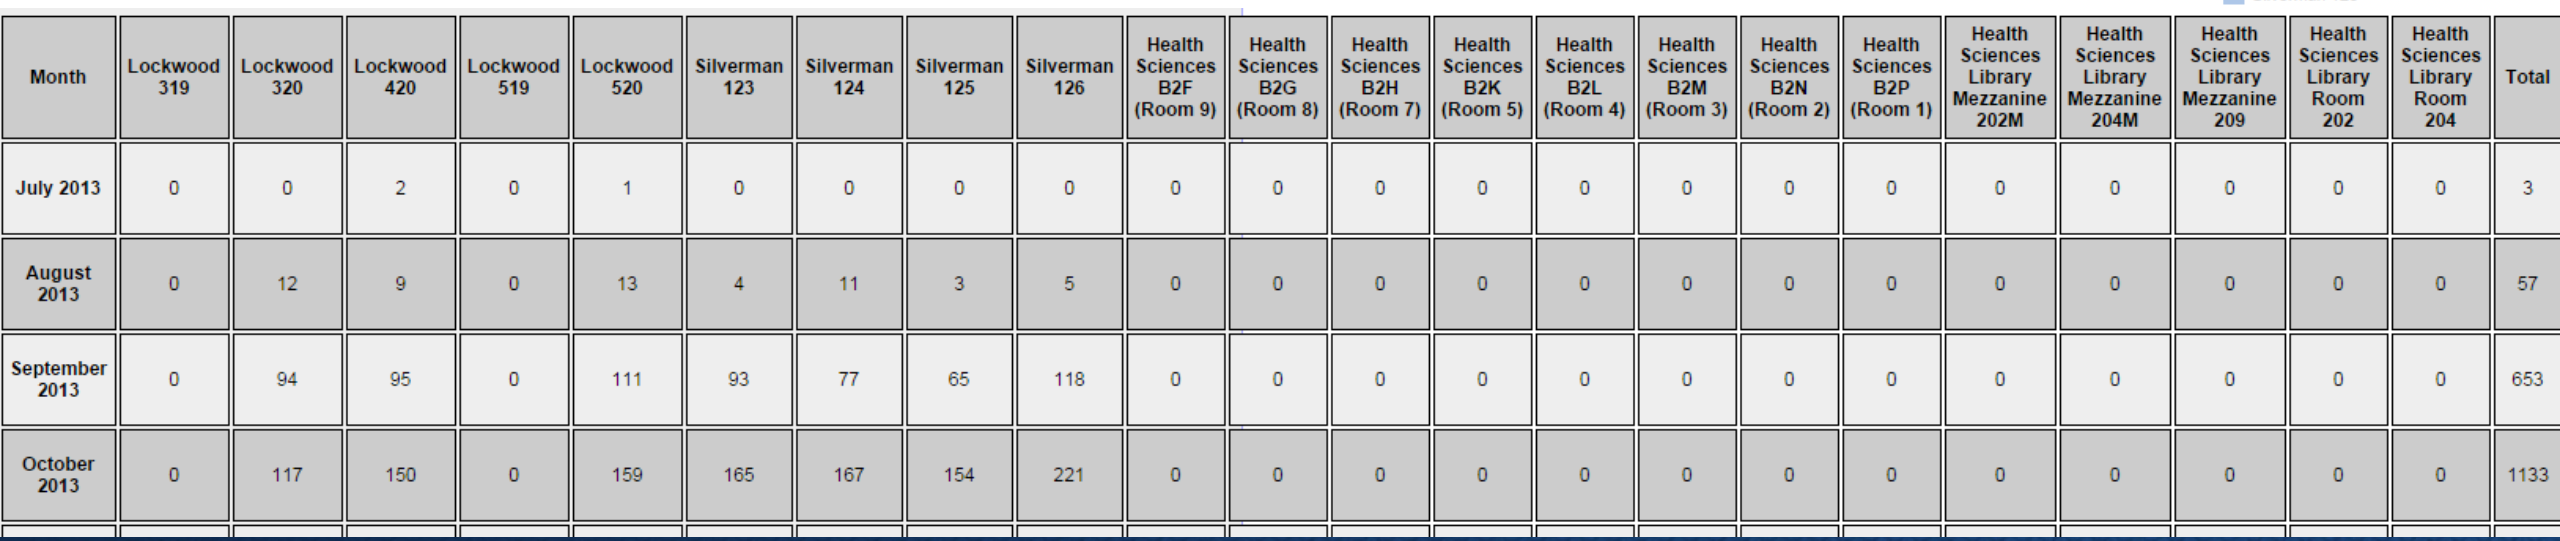 Month Lockwood 319 Lockwood 320 Lockwood 420 Lockwood 519 Lockwood 520 Silverman 123 Silverman 124 Silverman 125 Silverman 126 Health Sciences B2F (Room 9) Health Sciences B2G (Room 8) Health Sciences B2H (Room 7) Health Sciences B2K (Room 5) Health Sciences B2L (Room 4) Health Sciences B2M (Room 3) Health Sciences B2N (Room 2) Health Sciences B2P (Room 1) Health Sciences Library Mezzanine 202M Health Sciences Library Mezzanine 204M Health Sciences Library Mezzanine 209 Health Sciences Library Room 202 Health Sciences Library Room 204 Total
July 2013 0 0 2 0 1 0 0 0 0 0 0 0 0 0 0 0 0 0 0 0 0 0 3
August 2013 0 12 9 0 13 4 11 3 5 0 0 0 0 0 0 0 0 0 0 0 0 0 57
September 2013 0 94 95 0 111 93 77 65 118 0 0 0 0 0 0 0 0 0 0 0 0 0 653
October 2013 0 117 150 0 159 165 167 154 221 0 0 0 0 0 0 0 0 0 0 0 0 0 1133